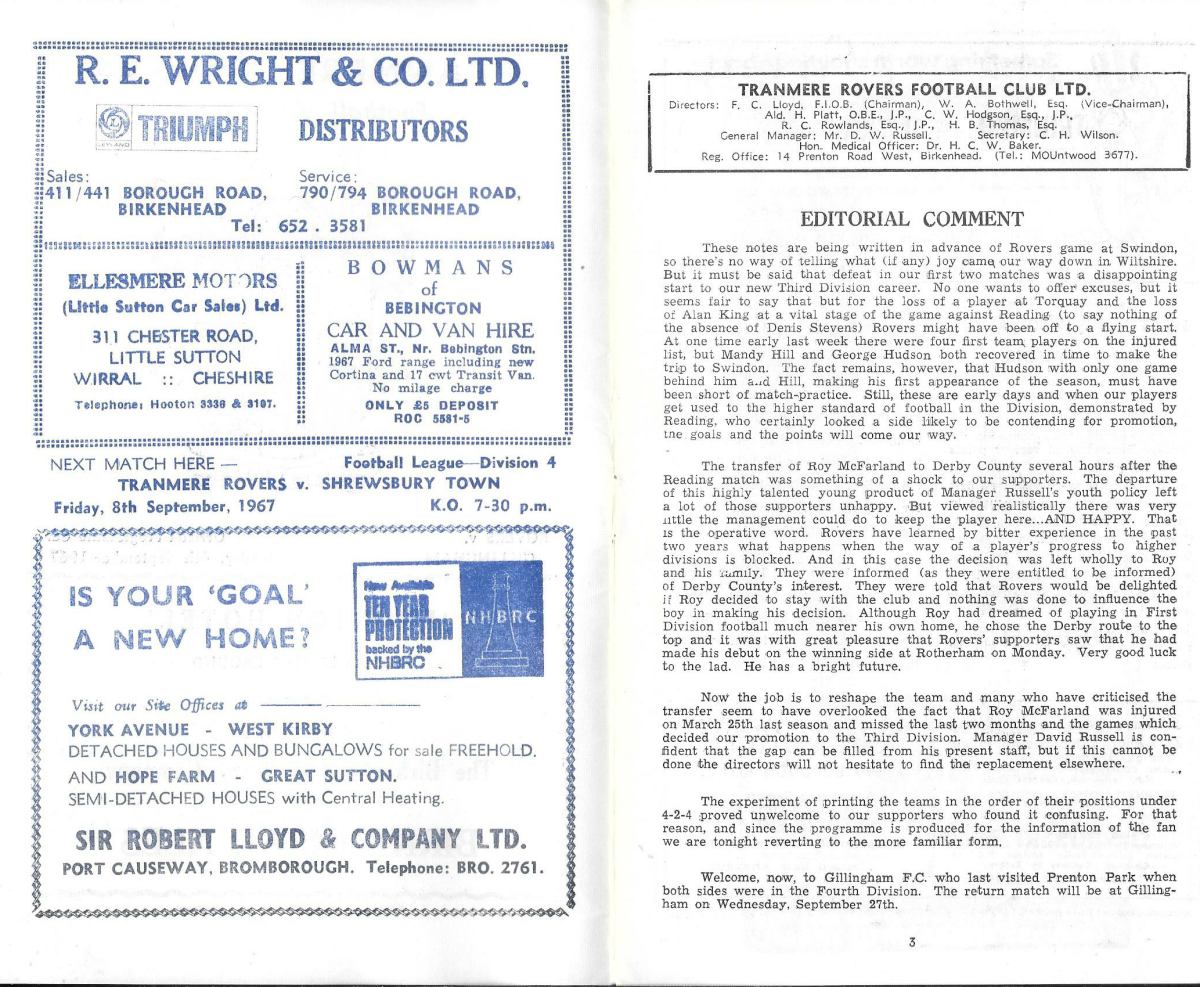 R. E. WRIGHT & CO. LTD.
LEYLAND
TRIUMPH
DISTRIBUTORS
Sales:
411/441 BOROUGH ROAD,
BIRKENHEAD
Service:
790/794 BOROUGH ROAD,
BIRKENHEAD
Tel: 652 . 3581
ELLESMERE MOTORS
(Little Sutton Car Sales) Ltd.
311 CHESTER ROAD,
LITTLE SUTTON
WIRRAL :: CHESHIRE
Telephone: Hooton 3336 & 3107.
BOWMANS
of
BEBINGTON
CAR AND VAN HIRE
ALMA ST., Nr. Bebington Stn.
1967 Ford range including new
Cortina and 17 cwt Transit Van.
No milage charge
ONLY £5 DEPOSIT
ROC 5581-5
NEXT MATCH HERE — Football League—Division 4
TRANMERE ROVERS v. SHREWSBURY TOWN
Friday, 8th September, 1967 K.O. 7-30 p.m.
IS YOUR 'GOAL'
A NEW HOME?
Now Available
TEN YEAR
PROTECTION
backed by the
NHBRC
NHBRC
Visit our Site Offices at
YORK AVENUE - WEST KIRBY
DETACHED HOUSES AND BUNGALOWS for sale FREEHOLD.
AND HOPE FARM - GREAT SUTTON.
SEMI-DETACHED HOUSES with Central Heating.
SIR ROBERT LLOYD & COMPANY LTD.
PORT CAUSEWAY, BROMBOROUGH. Telephone: BRO. 2761.
TRANMERE ROVERS FOOTBALL CLUB LTD.
Directors: F. C. Lloyd, F.I.O.B. (Chairman), W. A. Bothwell, Esq. (Vice-Chairman),
Ald. H. Platt, O.B.E., J.P., C. W. Hodgson, Esq., J.P.,
R. C. Rowlands, Esq., J.P., H. B. Thomas, Esq.
General Manager: Mr. D. W. Russell. Secretary: C. H. Wilson.
Hon. Medical Officer: Dr. H. C. W. Baker.
Reg. Office: 14 Prenton Road West, Birkenhead. (Tel.: MOUntwood 3677).
EDITORIAL COMMENT
These notes are being written in advance of Rovers game at Swindon,
so there's no way of telling what (if any) joy came our way down in Wiltshire.
But it must be said that defeat in our first two matches was a disappointing
start to our new Third Division career. No one wants to offer excuses, but it
seems fair to say that but for the loss of a player at Torquay and the loss
of Alan King at a vital stage of the game against Reading (to say nothing of
the absence of Denis Stevens) Rovers might have been off to a flying start.
At one time early last week there were four first team players on the injured
list, but Mandy Hill and George Hudson both recovered in time to make the
trip to Swindon. The fact remains, however, that Hudson with only one game
behind him and Hill, making his first appearance of the season, must have
been short of match-practice. Still, these are early days and when our players
get used to the higher standard of football in the Division, demonstrated by
Reading, who certainly looked a side likely to be contending for promotion,
the goals and the points will come our way.
The transfer of Roy McFarland to Derby County several hours after the
Reading match was something of a shock to our supporters. The departure
of this highly talented young product of Manager Russell's youth policy left
a lot of those supporters unhappy. But viewed realistically there was very
little the management could do to keep the player here...AND HAPPY. That
is the operative word. Rovers have learned by bitter experience in the past
two years what happens when the way of a player's progress to higher
divisions is blocked. And in this case the decision was left wholly to Roy
and his family. They were informed (as they were entitled to be informed)
of Derby County's interest. They were told that Rovers would be delighted
if Roy decided to stay with the club and nothing was done to influence the
boy in making his decision. Although Roy had dreamed of playing in First
Division football much nearer his own home, he chose the Derby route to the
top and it was with great pleasure that Rovers' supporters saw that he had
made his debut on the winning side at Rotherham on Monday. Very good luck
to the lad. He has a bright future.
Now the job is to reshape the team and many who have criticised the
transfer seem to have overlooked the fact that Roy McFarland was injured
on March 25th last season and missed the last two months and the games which
decided our promotion to the Third Division. Manager David Russell is con-
fident that the gap can be filled from his present staff, but if this cannot be
done the directors will not hesitate to find the replacement elsewhere.
The experiment of printing the teams in the order of their positions under
4-2-4 proved unwelcome to our supporters who found it confusing. For that
reason, and since the programme is produced for the information of the fan
we are tonight reverting to the more familiar form.
Welcome, now, to Gillingham F.C. who last visited Prenton Park when
both sides were in the Fourth Division. The return match will be at Gilling-
ham on Wednesday, September 27th.
3